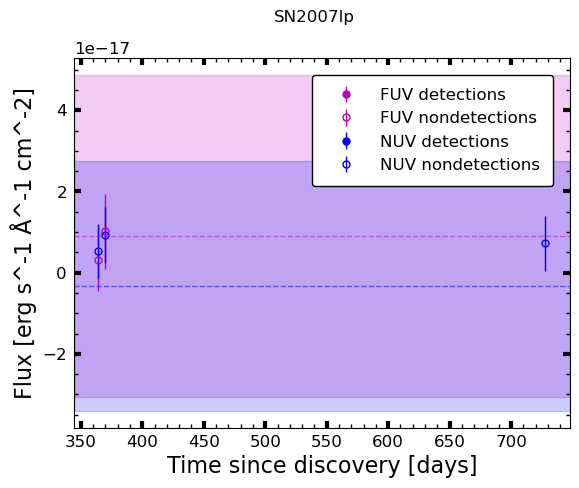 SN2007lp
1e−17
FUV detections
FUV nondetections
NUV detections
NUV nondetections
4
2
0
−2
Flux [erg s^-1 Å^-1 cm^-2]
350 400 450 500 550 600 650 700
Time since discovery [days]